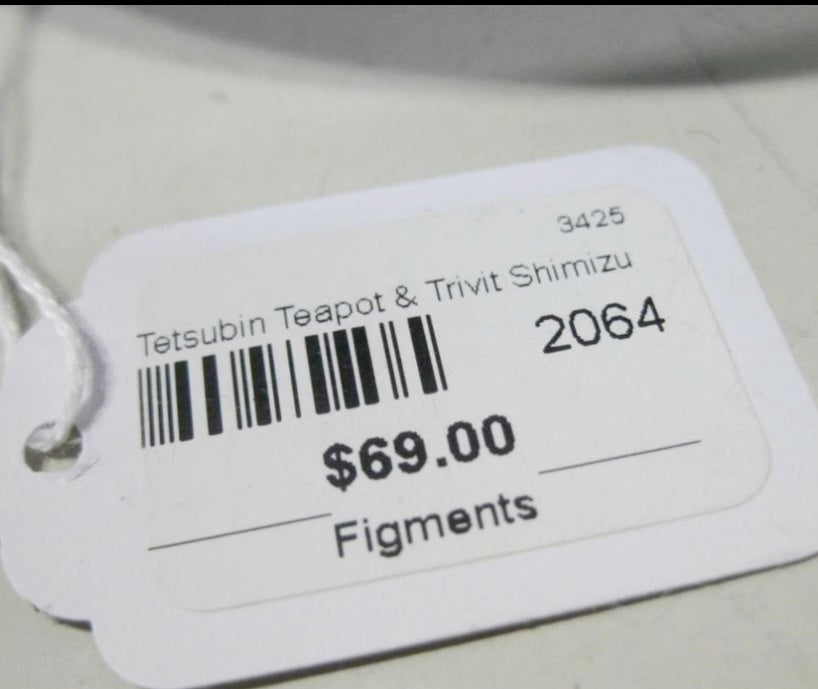 3425
Tetsubin Teapot & Trivit Shimizu
2064
$69.00
Figments